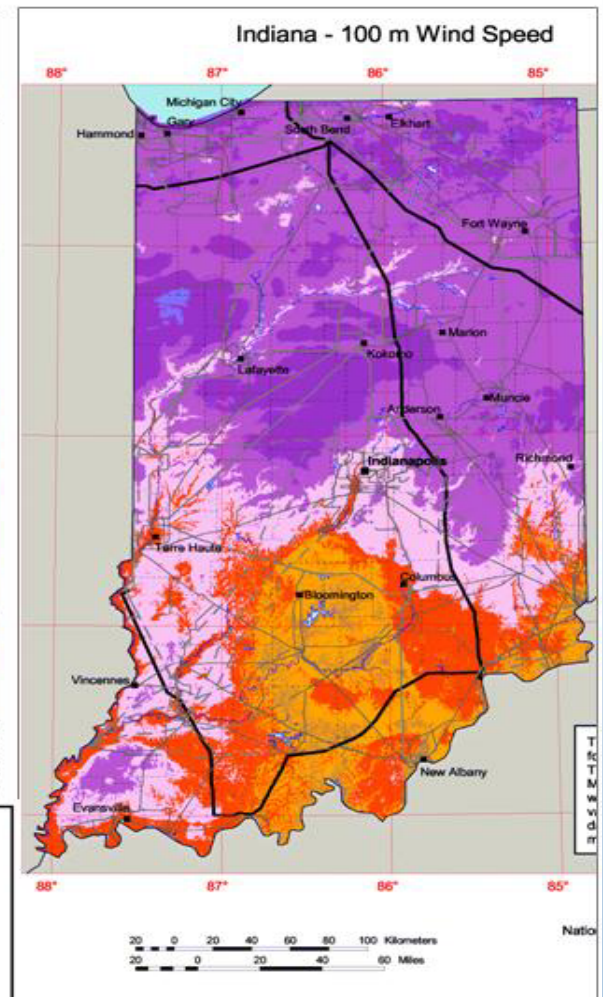 Indiana - 100 m Wind Speed
88° 87° 86° 85°
Michigan City
Gary
South Bend
Elkhart
Hammond
Fort Wayne
Marion
Kokomo
Lafayette
Muncie
Anderson
Indianapolis
Richmond
Terre Haute
Columbus
Bloomington
Vincennes
New Albany
Evansville
T
fo
T
M
w
v
d
m
88° 87° 86° 85°
Natio
20 0 20 40 60 80 100 Kilometers
20 0 20 40 60 Miles